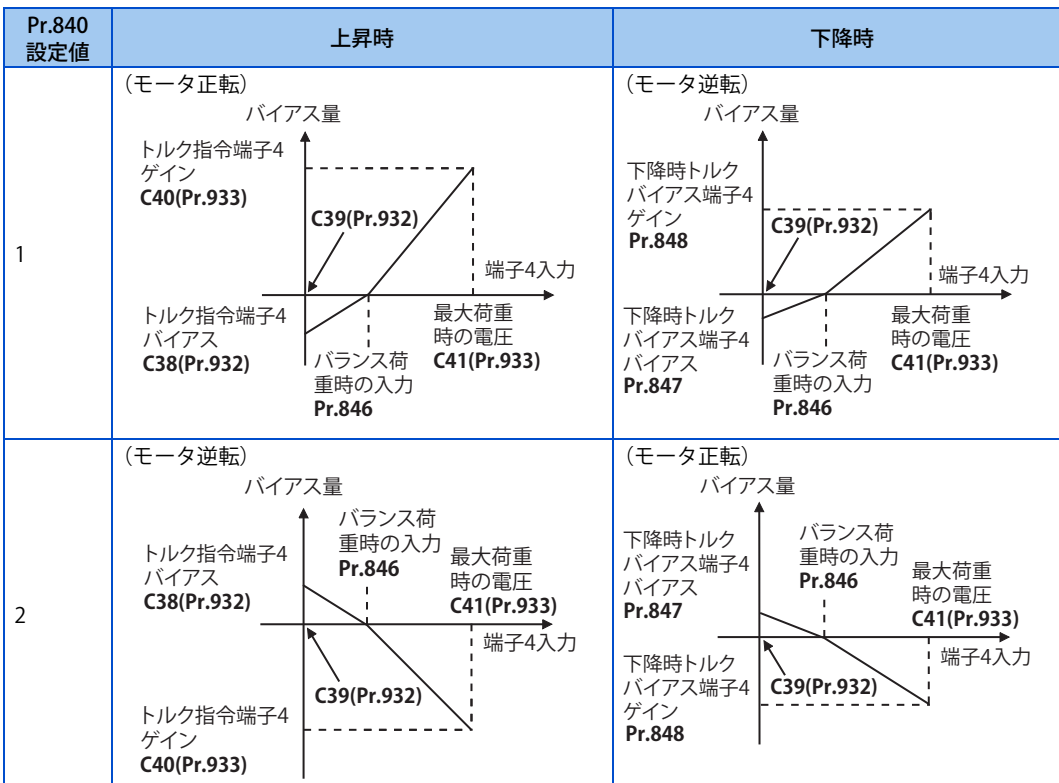 Pr.840
設定値
上昇時
下降時
1
(モータ正転)
バイアス量
トルク指令端子4
ゲイン
C40(Pr.933)
C39(Pr.932)
端子4入力
トルク指令端子4
バイアス
C38(Pr.932)
バランス荷
重時の入力
Pr.846
最大荷重
時の電圧
C41(Pr.933)
(モータ逆転)
バイアス量
下降時トルク
バイアス端子4
ゲイン
Pr.848
C39(Pr.932)
端子4入力
下降時トルク
バイアス端子4
バイアス
Pr.847
バランス荷
重時の入力
Pr.846
最大荷重
時の電圧
C41(Pr.933)
2
(モータ逆転)
バイアス量
トルク指令端子4
バイアス
C38(Pr.932)
バランス荷
重時の入力
Pr.846
最大荷重
時の電圧
C41(Pr.933)
端子4入力
C39(Pr.932)
トルク指令端子4
ゲイン
C40(Pr.933)
(モータ正転)
バイアス量
下降時トルク
バイアス端子4
バイアス
Pr.847
バランス荷
重時の入力
Pr.846
最大荷重
時の電圧
C41(Pr.933)
端子4入力
C39(Pr.932)
下降時トルク
バイアス端子4
ゲイン
Pr.848